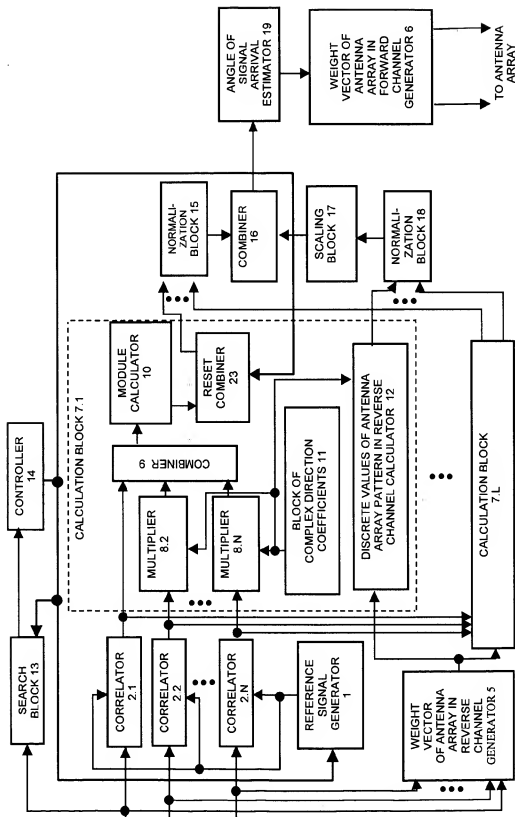 SEARCH
BLOCK 13
CONTROLLER
14
CALCULATION BLOCK 7.1
CORRELATOR
2.1
CORRELATOR
2.2
CORRELATOR
2.N
REFERENCE
SIGNAL
GENERATOR
1
WEIGHT
VECTOR
OF ANTENNA
ARRAY IN
REVERSE
CHANNEL
GENERATOR 5
MULTIPLIER
8.2
MULTIPLIER
8.N
COMBINER 9
MODULE
CALCULATOR
10
RESET
COMBINER
23
BLOCK OF
COMPLEX DIRECTION
COEFFICIENTS 11
DISCRETE VALUES OF ANTENNA
ARRAY PATTERN IN REVERSE
CHANNEL CALCULATOR 12
CALCULATION BLOCK
7.L
NORMALI-
ZATION
BLOCK 15
COMBINER
16
SCALING
BLOCK 17
NORMALI-
ZATION
BLOCK 18
ANGLE OF
SIGNAL
ARRIVAL
ESTIMATOR 19
WEIGHT
VECTOR OF
ANTENNA
ARRAY IN
FORWARD
CHANNEL
GENERATOR 6
TO ANTENNA
ARRAY